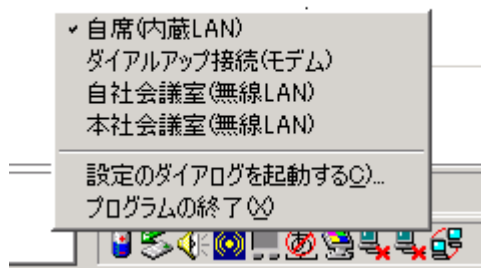 自席(内蔵LAN)
ダイアルアップ接続(モデム)
自社会議室(無線LAN)
本社会議室(無線LAN)
設定のダイアログを起動する(C)...
プログラムの終了(X)
あ